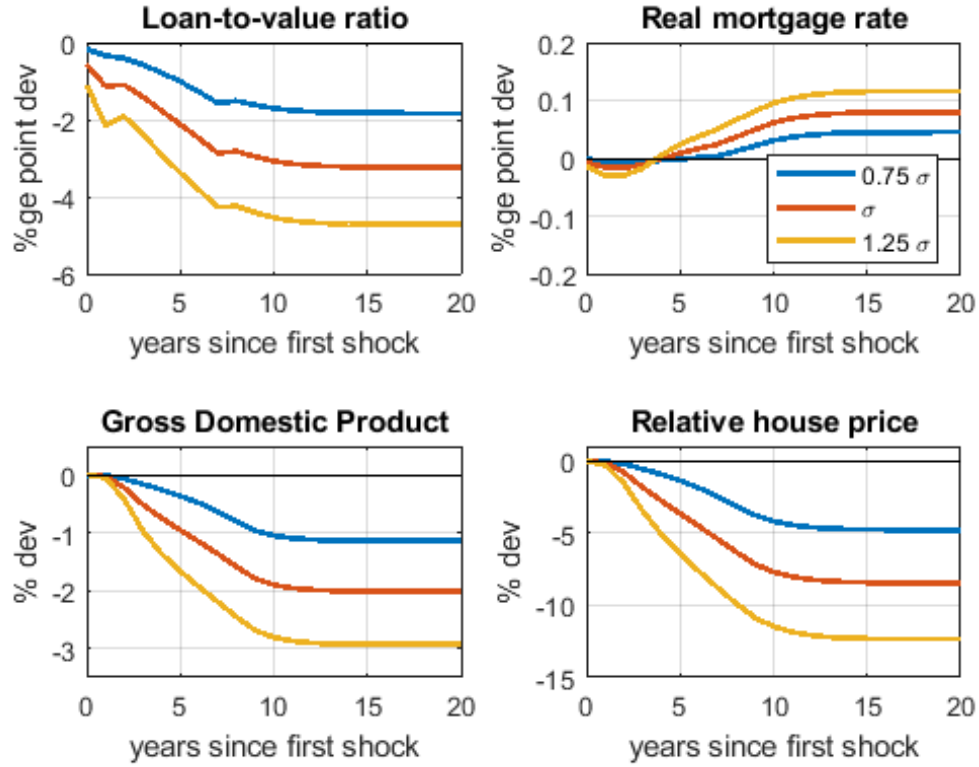 Loan-to-value ratio
%ge point dev
0
-2
-4
-6
0 5 10 15 20
years since first shock
Real mortgage rate
%ge point dev
0.2
0.1
0
-0.1
-0.2
0.75 σ
σ
1.25 σ
0 5 10 15 20
years since first shock
Gross Domestic Product
% dev
0
-1
-2
-3
0 5 10 15 20
years since first shock
Relative house price
% dev
0
-5
-10
-15
0 5 10 15 20
years since first shock